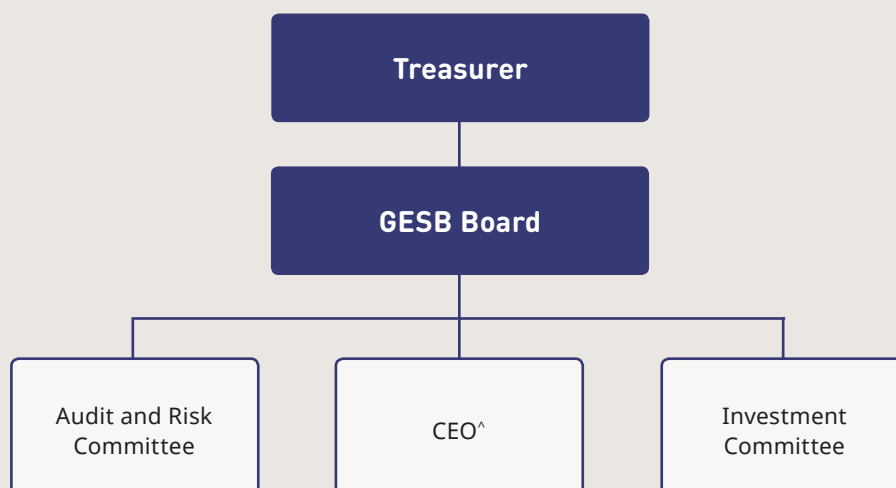 Treasurer
GESB Board
Audit and Risk
Committee
CEO^
Investment
Committee